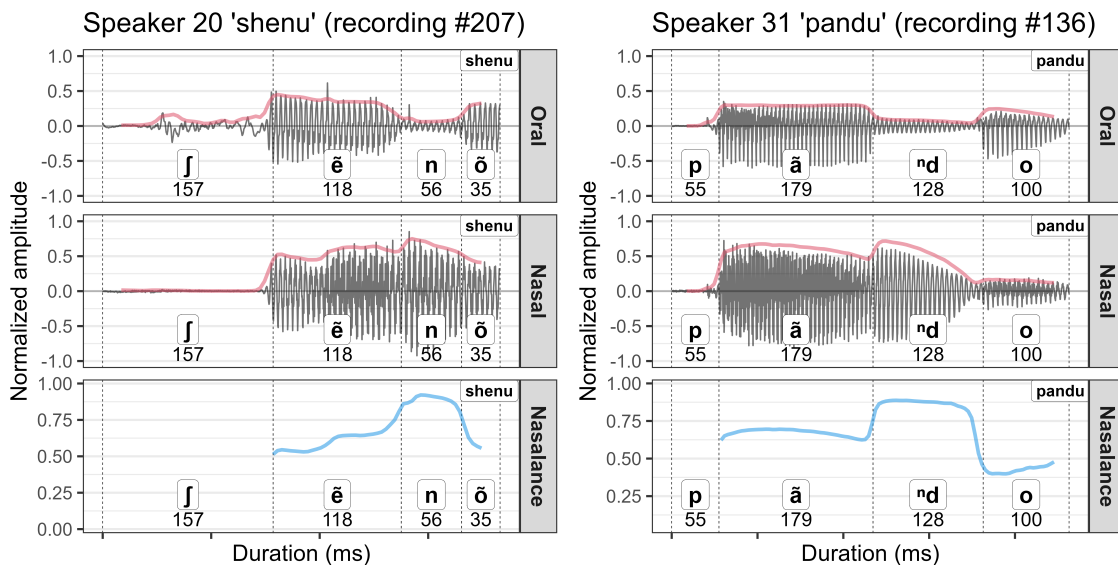 Speaker 20 'shenu' (recording #207)
Normalized amplitude
1.0
0.5
0.0
-0.5
-1.0
shenu
ʃ ẽ n õ
157 118 56 35
Oral
1.0
0.5
0.0
-0.5
-1.0
shenu
ʃ ẽ n õ
157 118 56 35
Nasal
1.00
0.75
0.50
0.25
0.00
shenu
ʃ ẽ n õ
157 118 56 35
Nasalance
Duration (ms)
Speaker 31 'pandu' (recording #136)
Normalized amplitude
1.0
0.5
0.0
-0.5
-1.0
pandu
p ã ⁿd o
55 179 128 100
Oral
1.0
0.5
0.0
-0.5
-1.0
pandu
p ã ⁿd o
55 179 128 100
Nasal
1.00
0.75
0.50
0.25
pandu
p ã ⁿd o
55 179 128 100
Nasalance
Duration (ms)